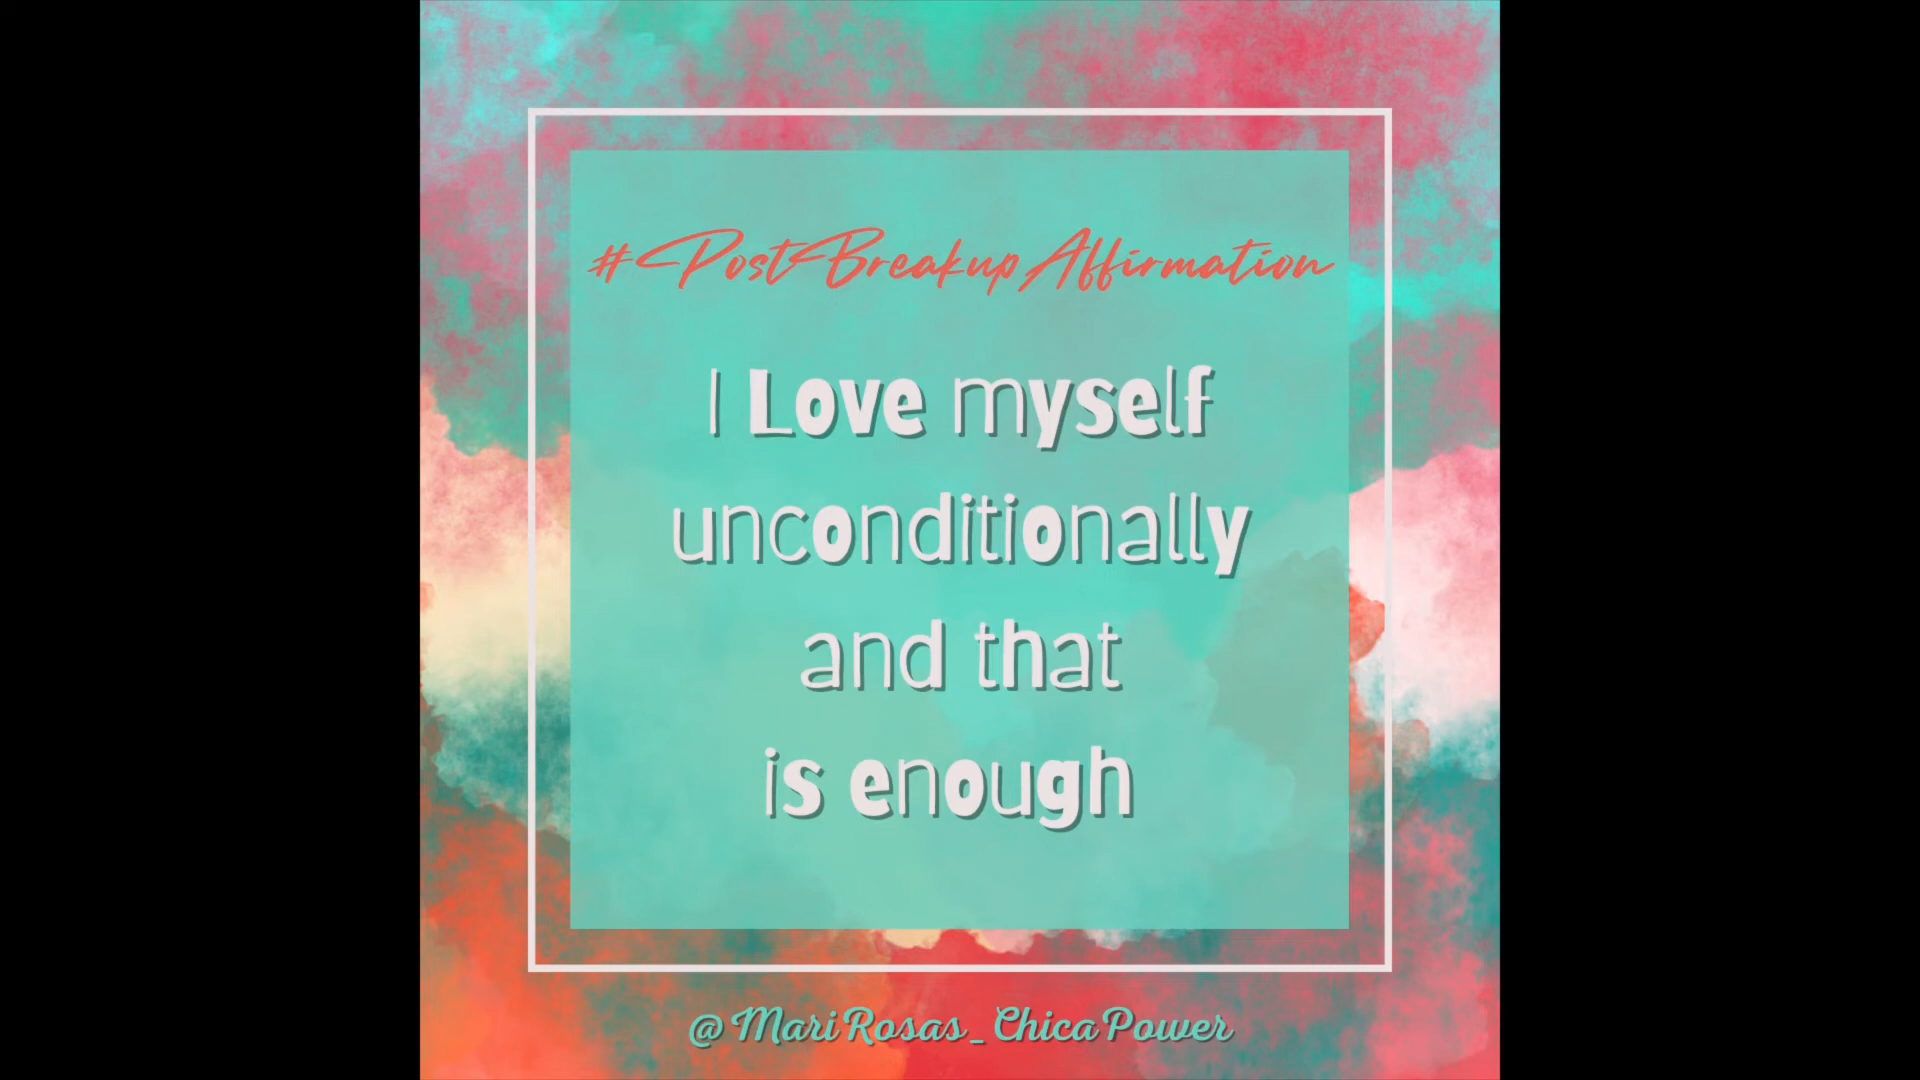 #PostBreakupAffirmation
I Love myself
unconditionally
and that
is enough
@MariRosas_ChicaPower